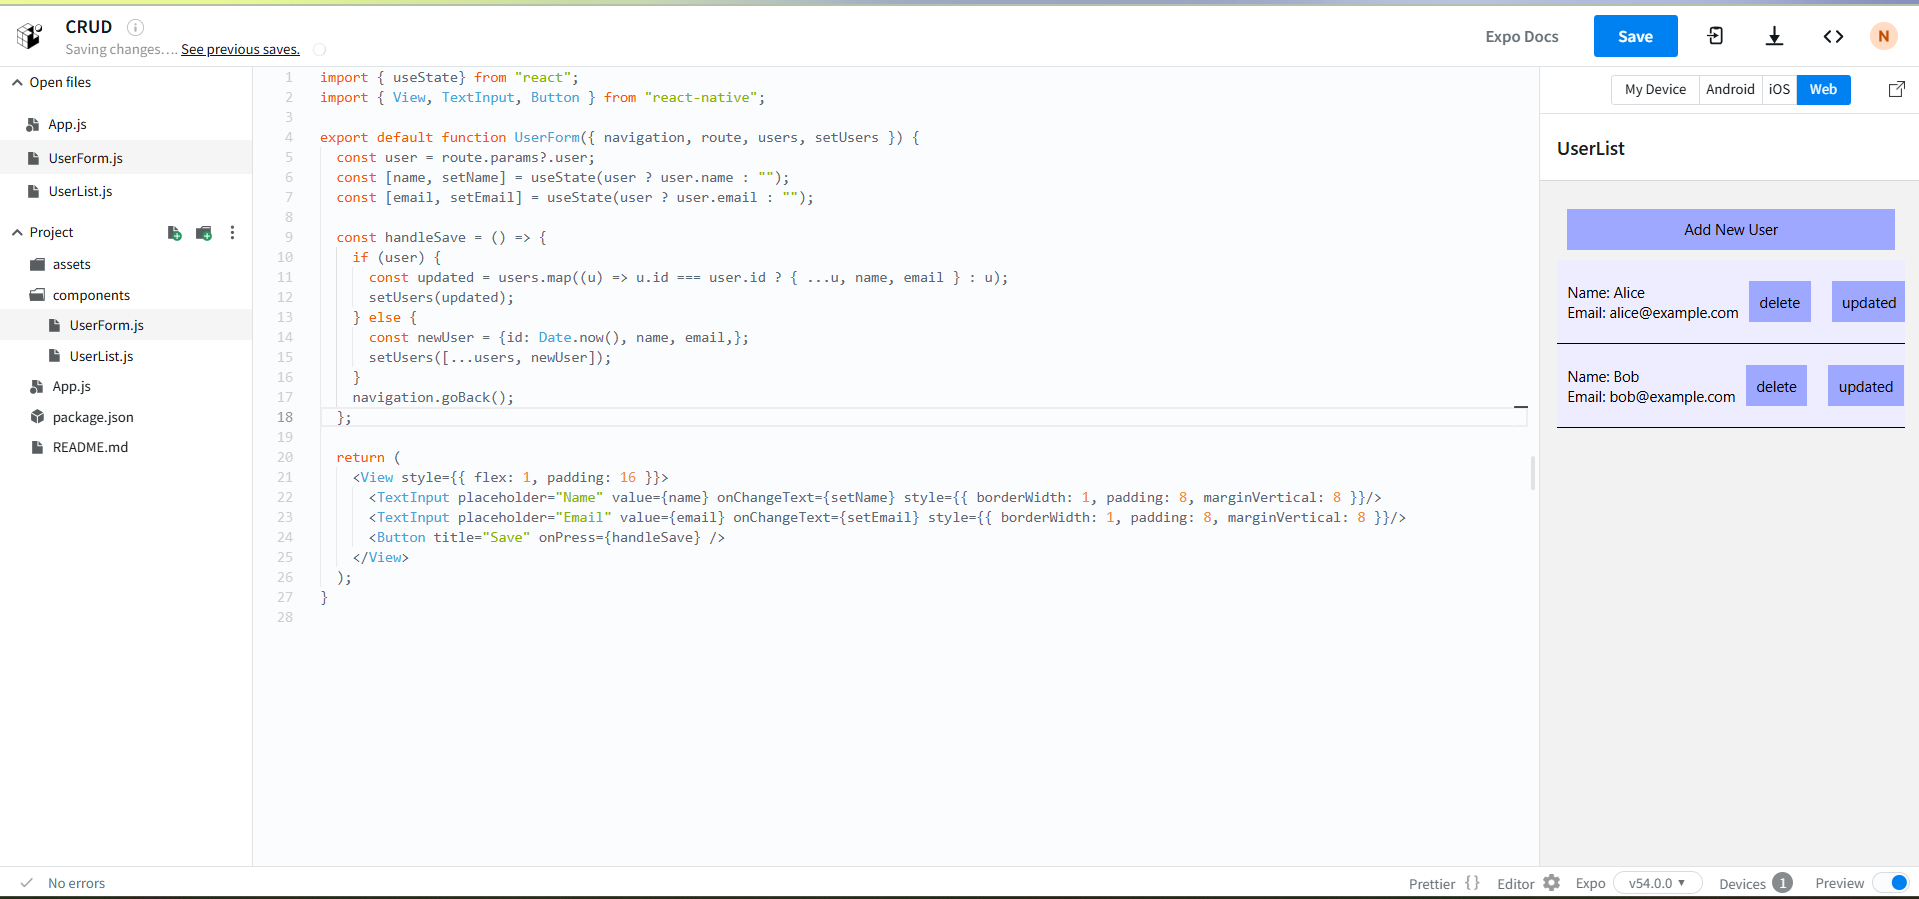 CRUD
Saving changes.... See previous saves.
Expo Docs
Save
N
Open files
App.js
UserForm.js
UserList.js
Project
assets
components
UserForm.js
UserList.js
App.js
package.json
README.md
1 import { useState} from "react";
2 import { View, TextInput, Button } from "react-native";
3
4 export default function UserForm({ navigation, route, users, setUsers }) {
5 const user = route.params?.user;
6 const [name, setName] = useState(user ? user.name : "");
7 const [email, setEmail] = useState(user ? user.email : "");
8
9 const handleSave = () => {
10 if (user) {
11 const updated = users.map((u) => u.id === user.id ? { ...u, name, email } : u);
12 setUsers(updated);
13 } else {
14 const newUser = {id: Date.now(), name, email,};
15 setUsers([...users, newUser]);
16 }
17 navigation.goBack();
18 };
19
20 return (
21 <View style={{ flex: 1, padding: 16 }}>
22 <TextInput placeholder="Name" value={name} onChangeText={setName} style={{ borderWidth: 1, padding: 8, marginVertical: 8 }}/>
23 <TextInput placeholder="Email" value={email} onChangeText={setEmail} style={{ borderWidth: 1, padding: 8, marginVertical: 8 }}/>
24 <Button title="Save" onPress={handleSave} />
25 </View>
26 );
27 }
28
My Device Android iOS Web
UserList
Add New User
Name: Alice
Email: alice@example.com
delete
updated
Name: Bob
Email: bob@example.com
delete
updated
No errors
Prettier {} Editor Expo v54.0.0 Devices 1 Preview